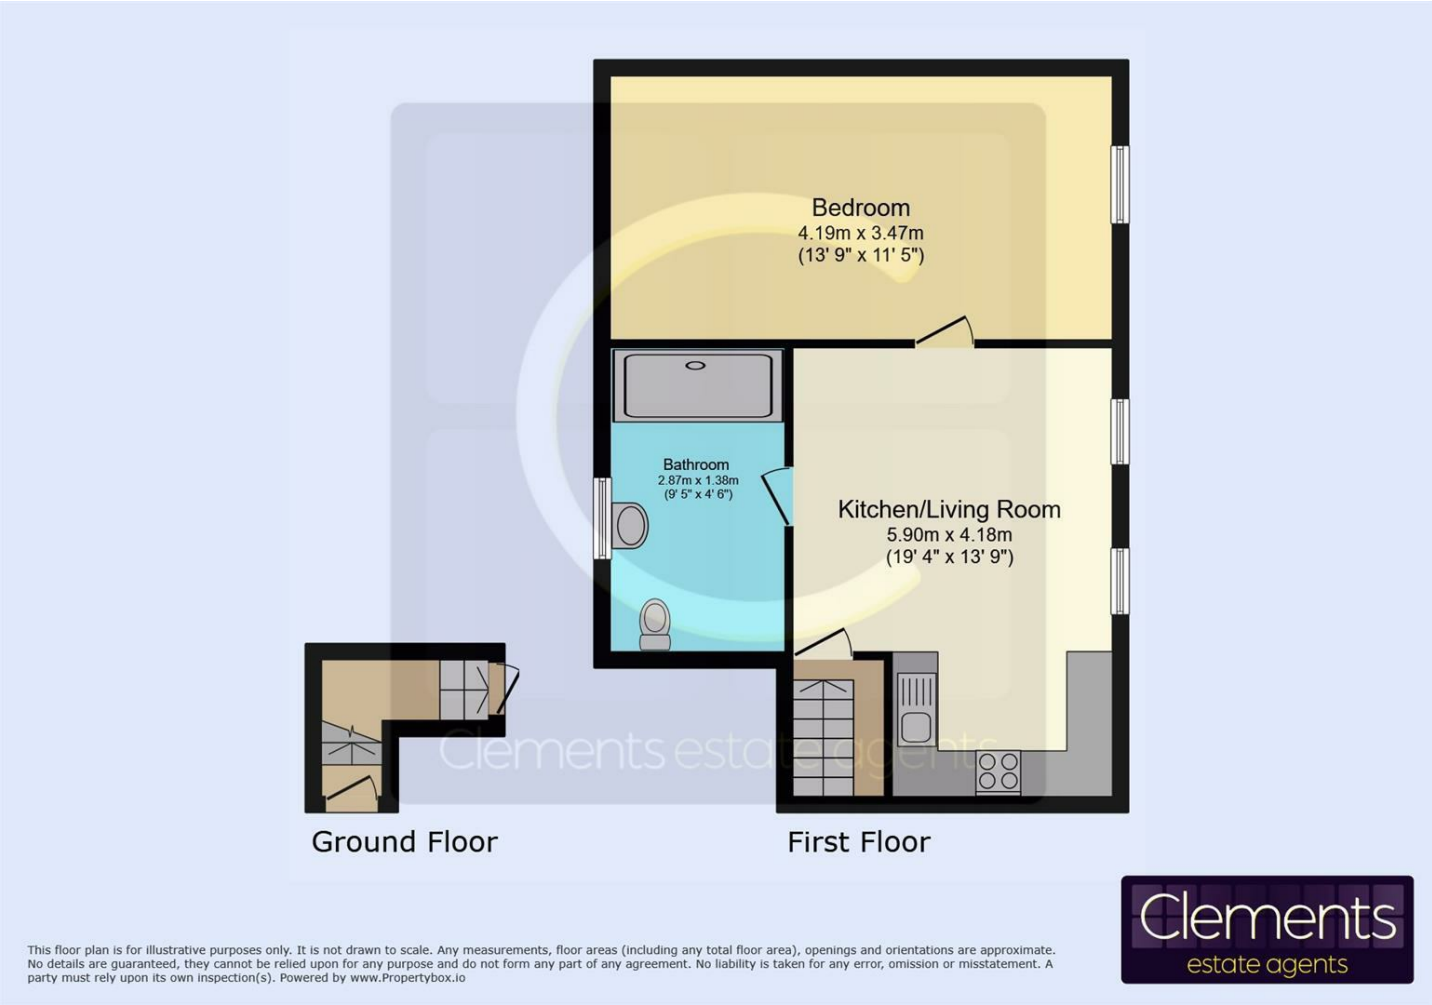 Bedroom
4.19m x 3.47m
(13' 9" x 11' 5")
Bathroom
2.87m x 1.38m
(9' 5" x 4' 6")
Kitchen/Living Room
5.90m x 4.18m
(19' 4" x 13' 9")
Clements estate agents
Ground Floor
First Floor
Clements
estate agents
This floor plan is for illustrative purposes only. It is not drawn to scale. Any measurements, floor areas (including any total floor area), openings and orientations are approximate.
No details are guaranteed, they cannot be relied upon for any purpose and do not form any part of any agreement. No liability is taken for any error, omission or misstatement. A
party must rely upon its own inspection(s). Powered by www.Propertybox.io